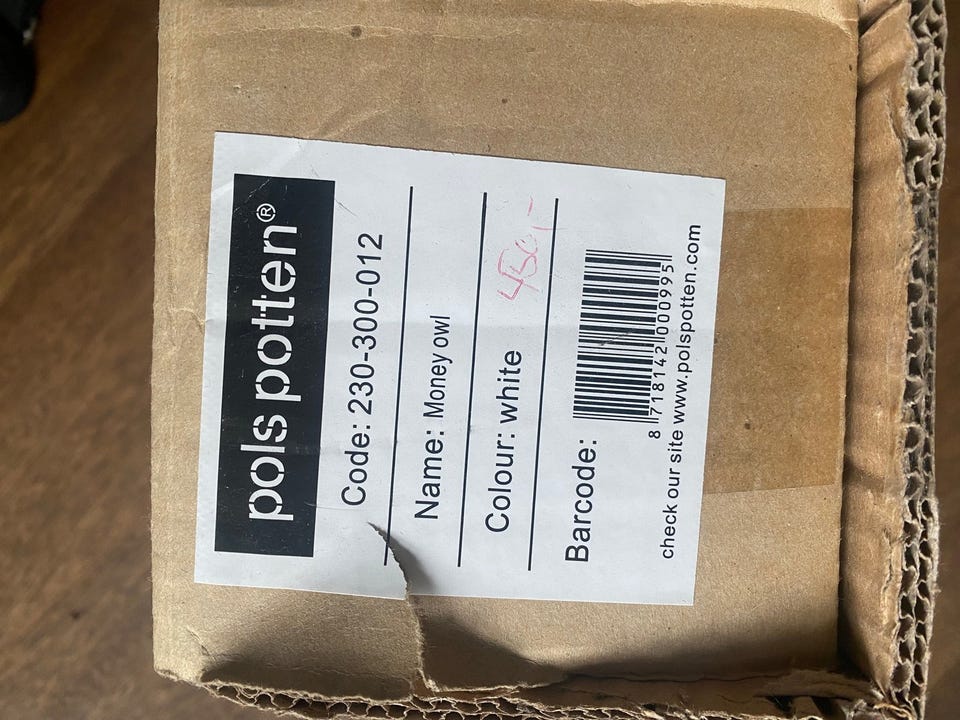 pols potten®
Code: 230-300-012
Name: Money owl
Colour: white
Barcode:
8 718142 000995
check our site www.polspotten.com